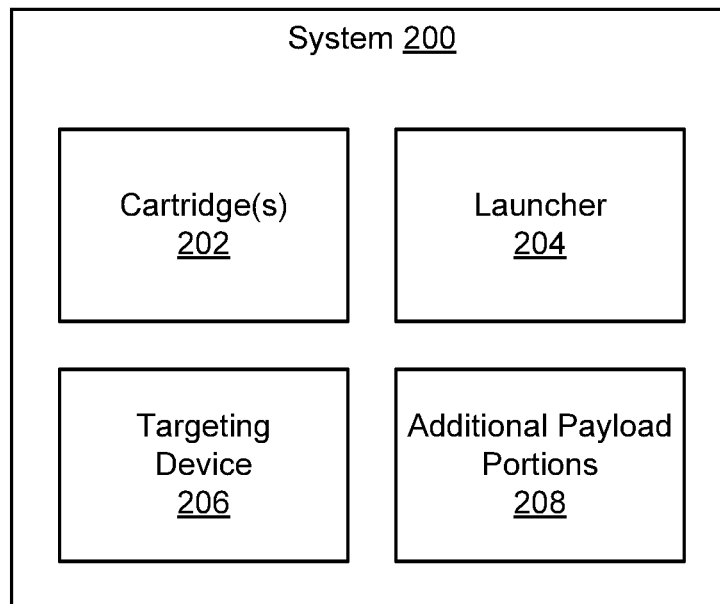 System 200
Cartridge(s)
202
Launcher
204
Targeting
Device
206
Additional Payload
Portions
208